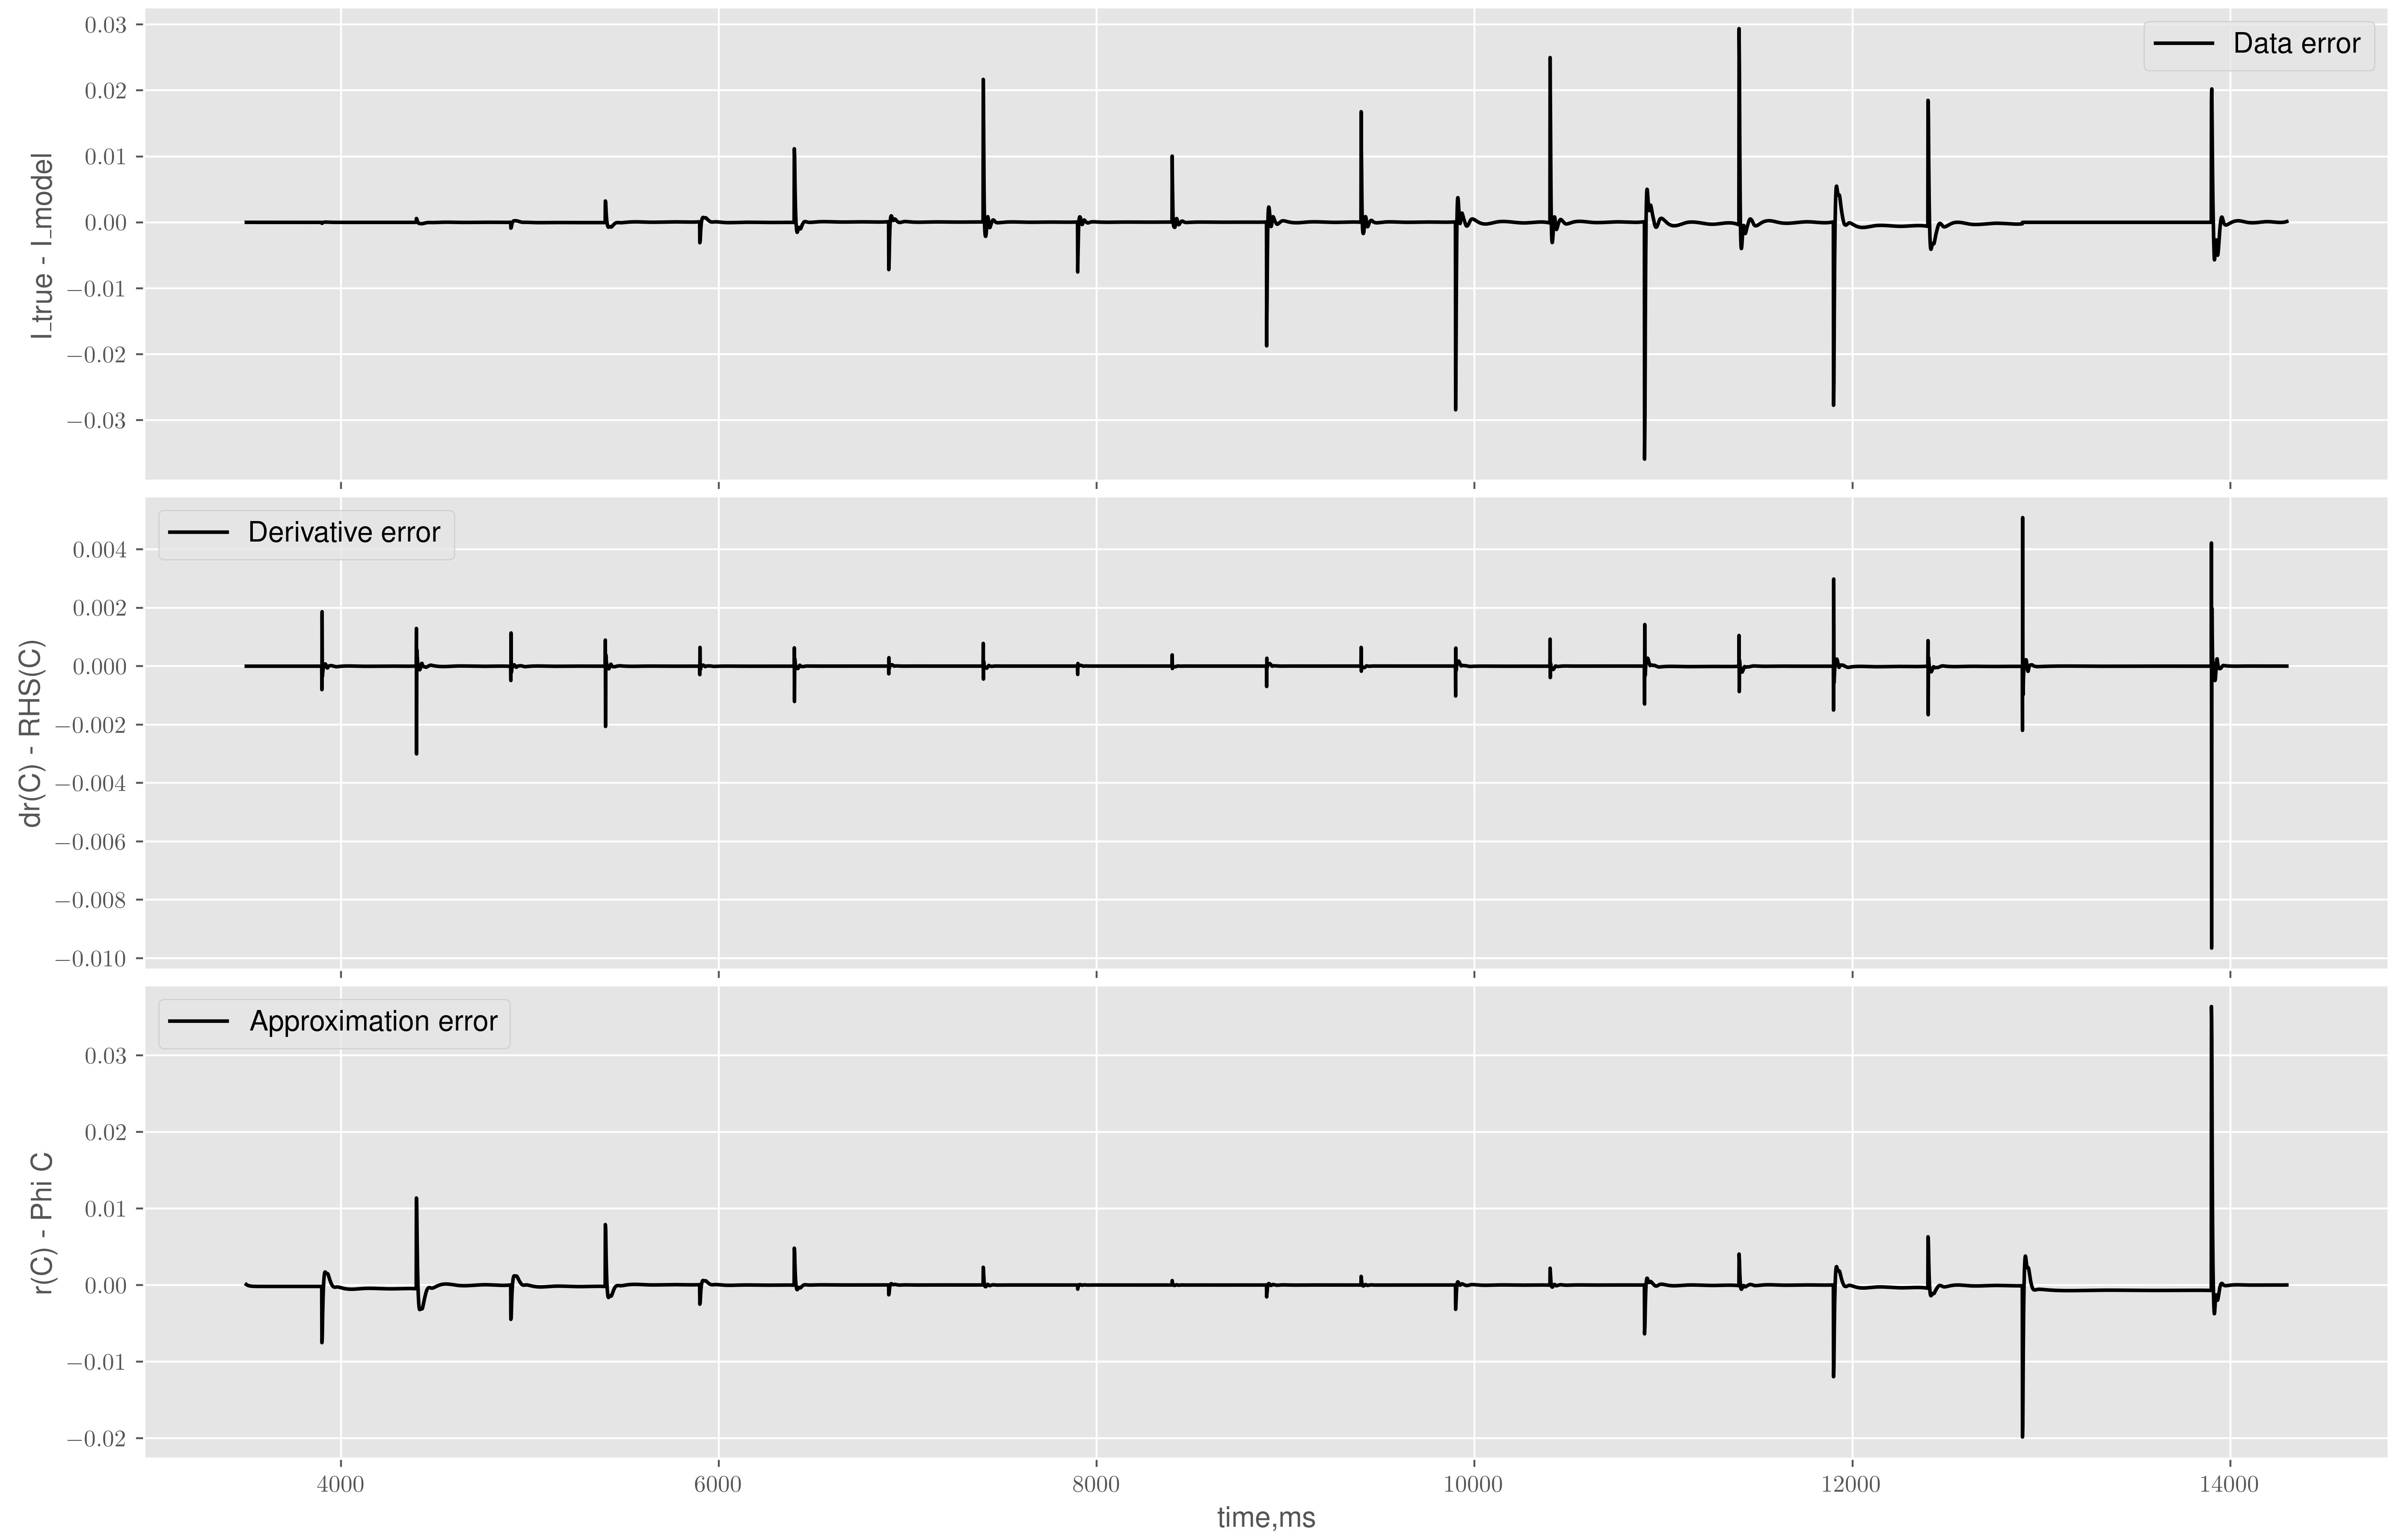 0.03
0.02
0.01
0.00
−0.01
−0.02
−0.03
I_true - I_model
Data error
0.004
0.002
0.000
−0.002
−0.004
−0.006
−0.008
−0.010
dr(C) - RHS(C)
Derivative error
0.03
0.02
0.01
0.00
−0.01
−0.02
r(C) - Phi C
Approximation error
4000 6000 8000 10000 12000 14000
time,ms